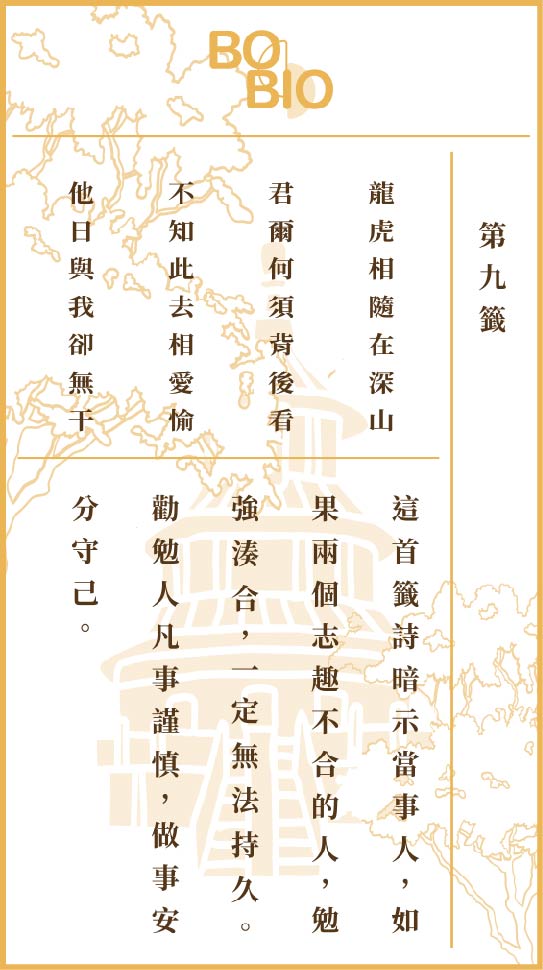 BO
BIO
第九籤
龍虎相隨在深山
君爾何須背後看
不知此去相愛愉
他日與我卻無干
這首籤詩暗示當事人，如
果兩個志趣不合的人，勉
強湊合，一定無法持久。
勸勉人凡事謹慎，做事安
分守己。